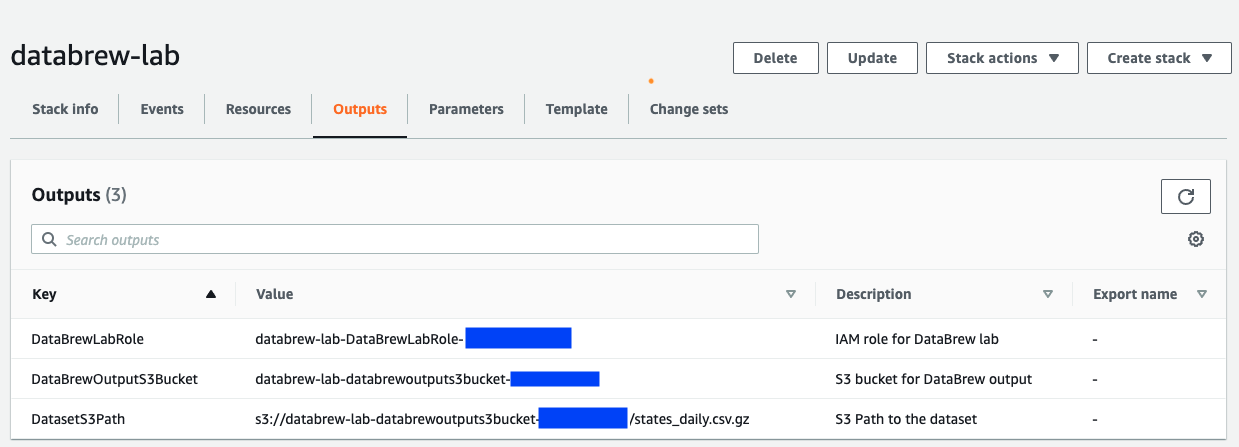 databrew-lab
Delete Update Stack actions Create stack
Stack info Events Resources Outputs Parameters Template Change sets
Outputs (3)
Search outputs
Key Value Description Export name
DataBrewLabRole databrew-lab-DataBrewLabRole- IAM role for DataBrew lab -
DataBrewOutputS3Bucket databrew-lab-databrewoutputs3bucket- S3 bucket for DataBrew output -
DatasetS3Path s3://databrew-lab-databrewoutputs3bucket- /states_daily.csv.gz S3 Path to the dataset -